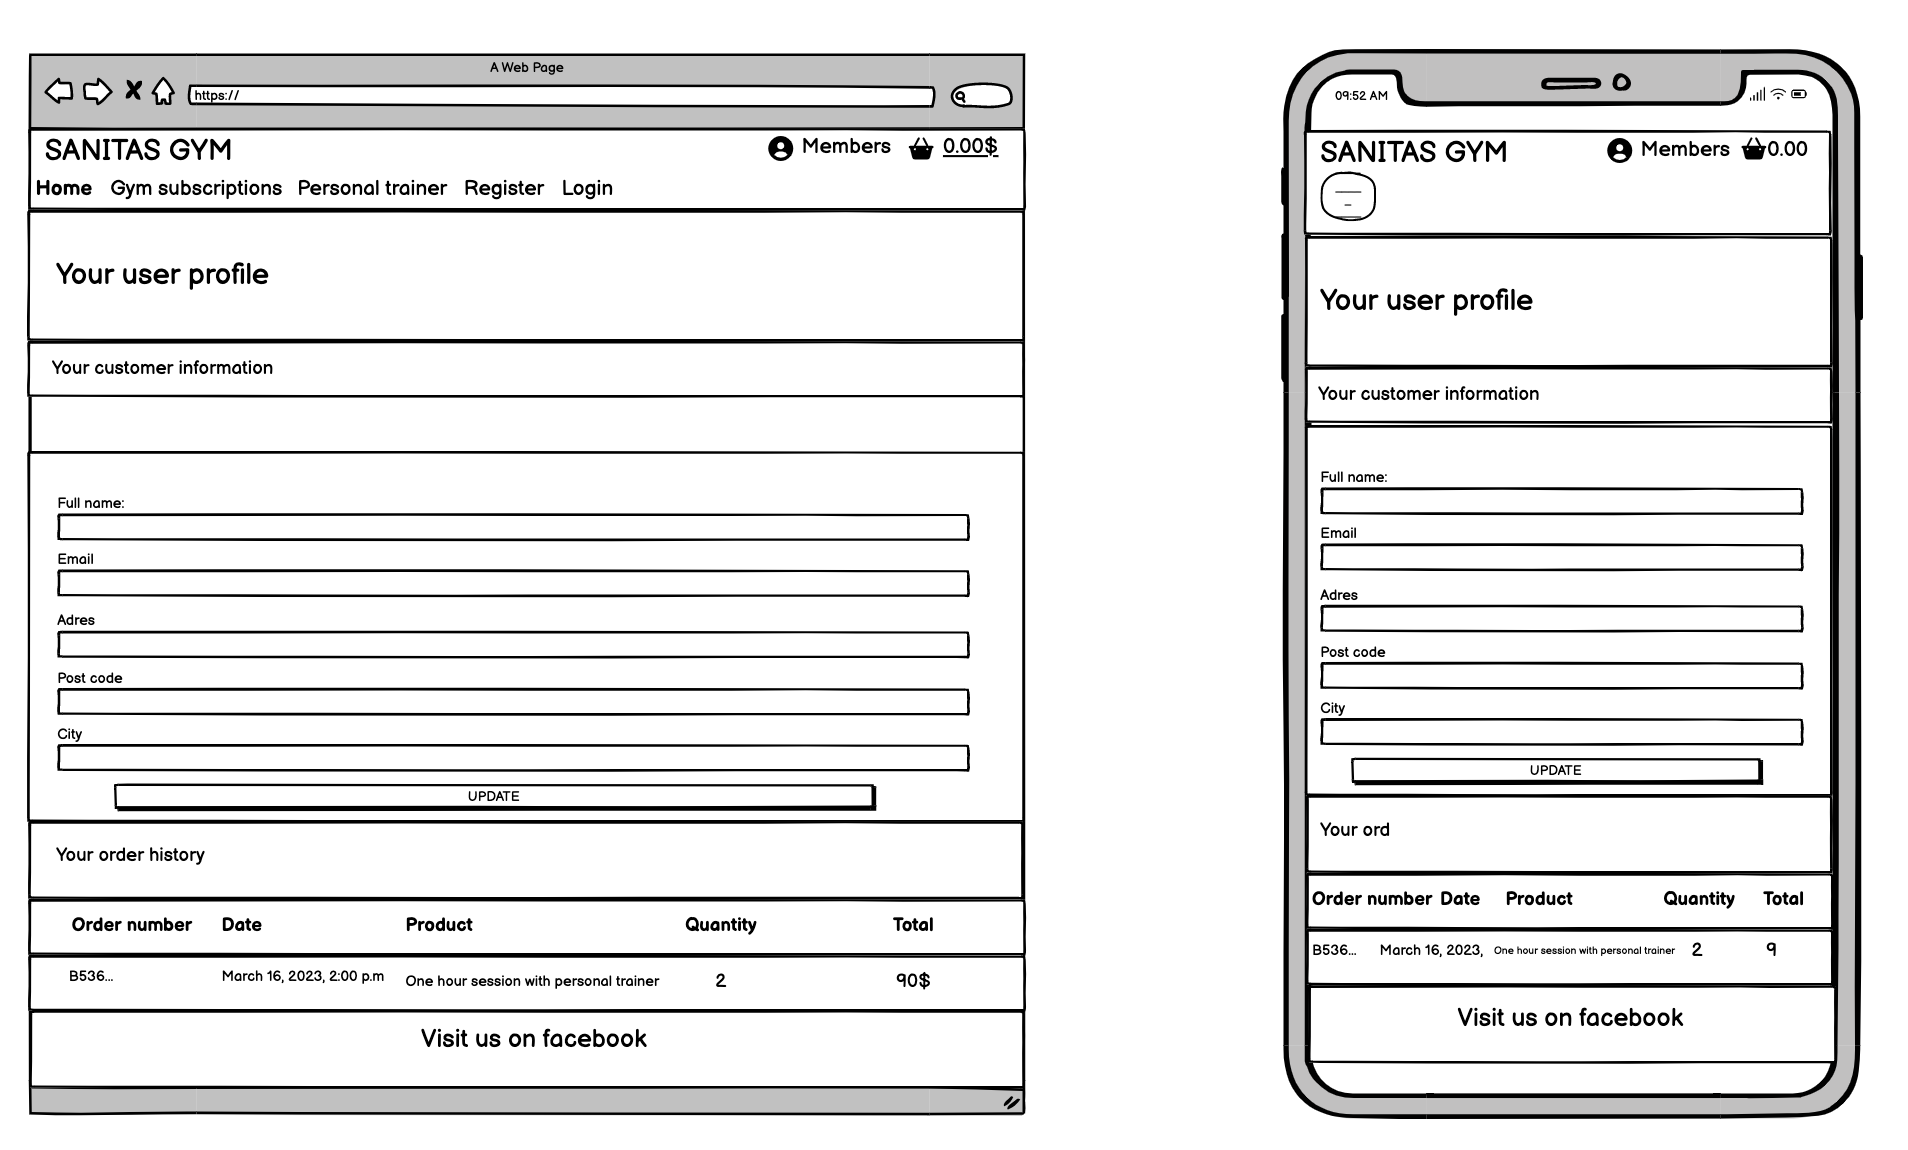 A Web Page
https://
SANITAS GYM Members 0.00$
Home Gym subscriptions Personal trainer Register Login
Your user profile
Your customer information
Full name:
Email
Adres
Post code
City
UPDATE
Your order history
Order number Date Product Quantity Total
B536... March 16, 2023, 2:00 p.m One hour session with personal trainer 2 90$
Visit us on facebook
09:52 AM
SANITAS GYM Members 0.00
Your user profile
Your customer information
Full name:
Email
Adres
Post code
City
UPDATE
Your ord
Order number Date Product Quantity Total
B536... March 16, 2023, One hour session with personal trainer 2 9
Visit us on facebook